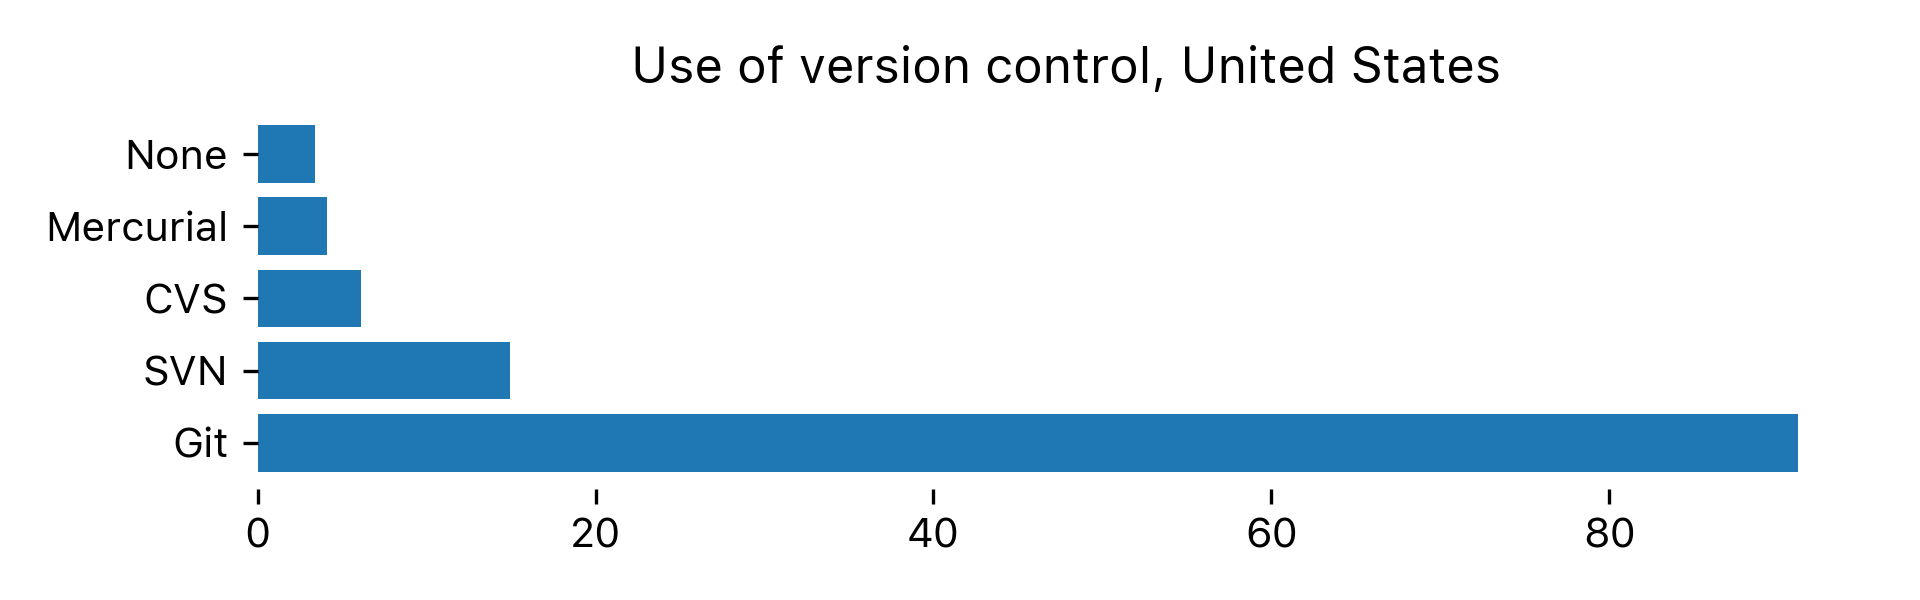 Use of version control, United States
None
Mercurial
CVS
SVN
Git
0 20 40 60 80